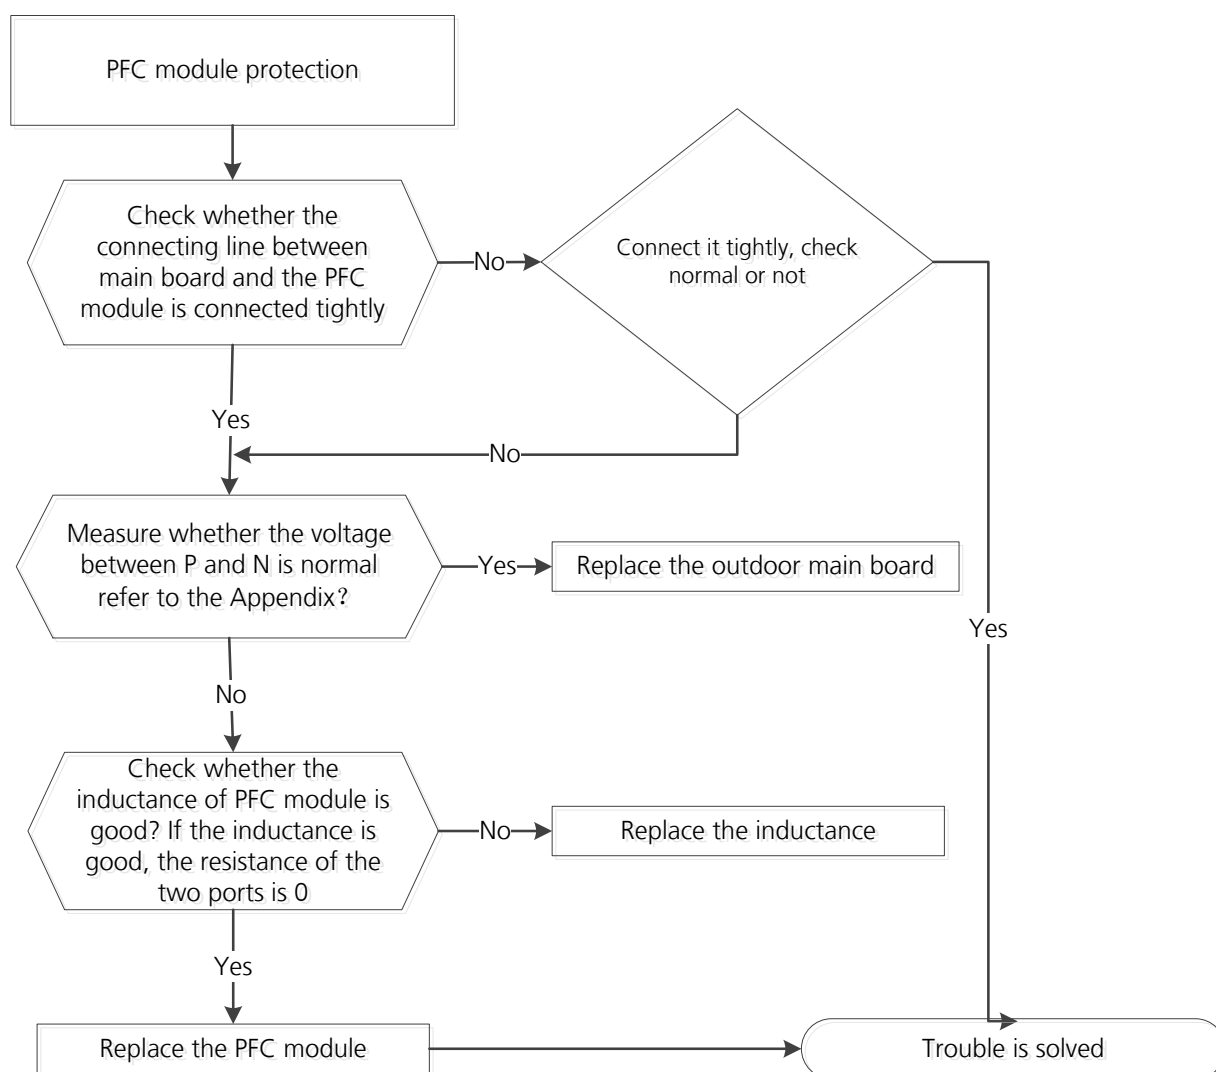 PFC module protection
Check whether the
connecting line between
main board and the PFC
module is connected tightly
No
Connect it tightly, check
normal or not
Yes
No
Measure whether the voltage
between P and N is normal
refer to the Appendix？
Yes
Replace the outdoor main board
Yes
No
Check whether the
inductance of PFC module is
good? If the inductance is
good, the resistance of the
two ports is 0
No
Replace the inductance
Yes
Replace the PFC module
Trouble is solved